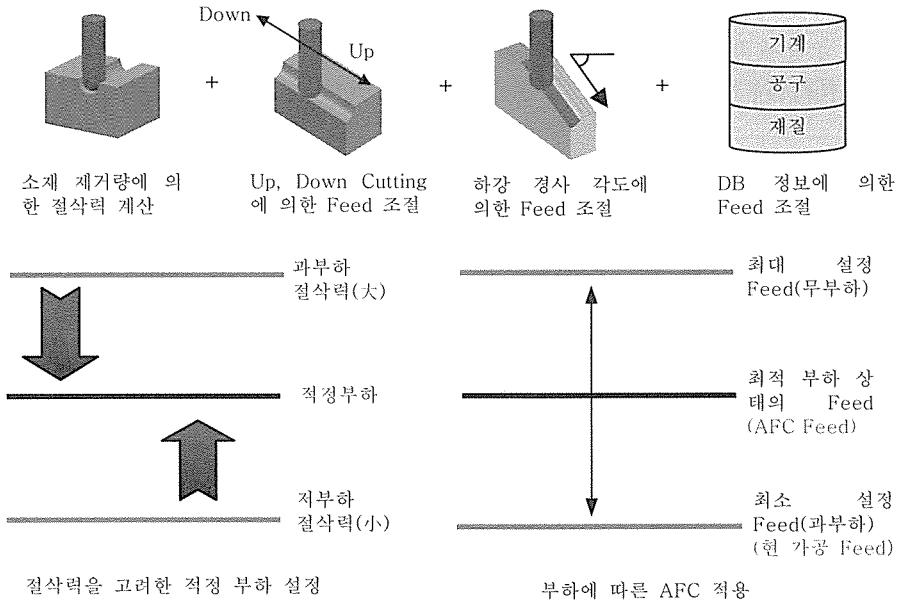 Down
Up
+
+
+
기계
공구
재질
소재 재거량에 의
한 절삭력 계산
Up, Down Cutting
에 의한 Feed 조절
하강 경사 각도에
의한 Feed 조절
DB 정보에 의한
Feed 조절
과부하
절삭력(大)
적정부하
저부하
절삭력(小)
절삭력을 고려한 적정 부하 설정
최대 설정
Feed(무부하)
최적 부하 상
태의 Feed
(AFC Feed)
최소 설정
Feed(과부하)
(현 가공 Feed)
부하에 따른 AFC 적용